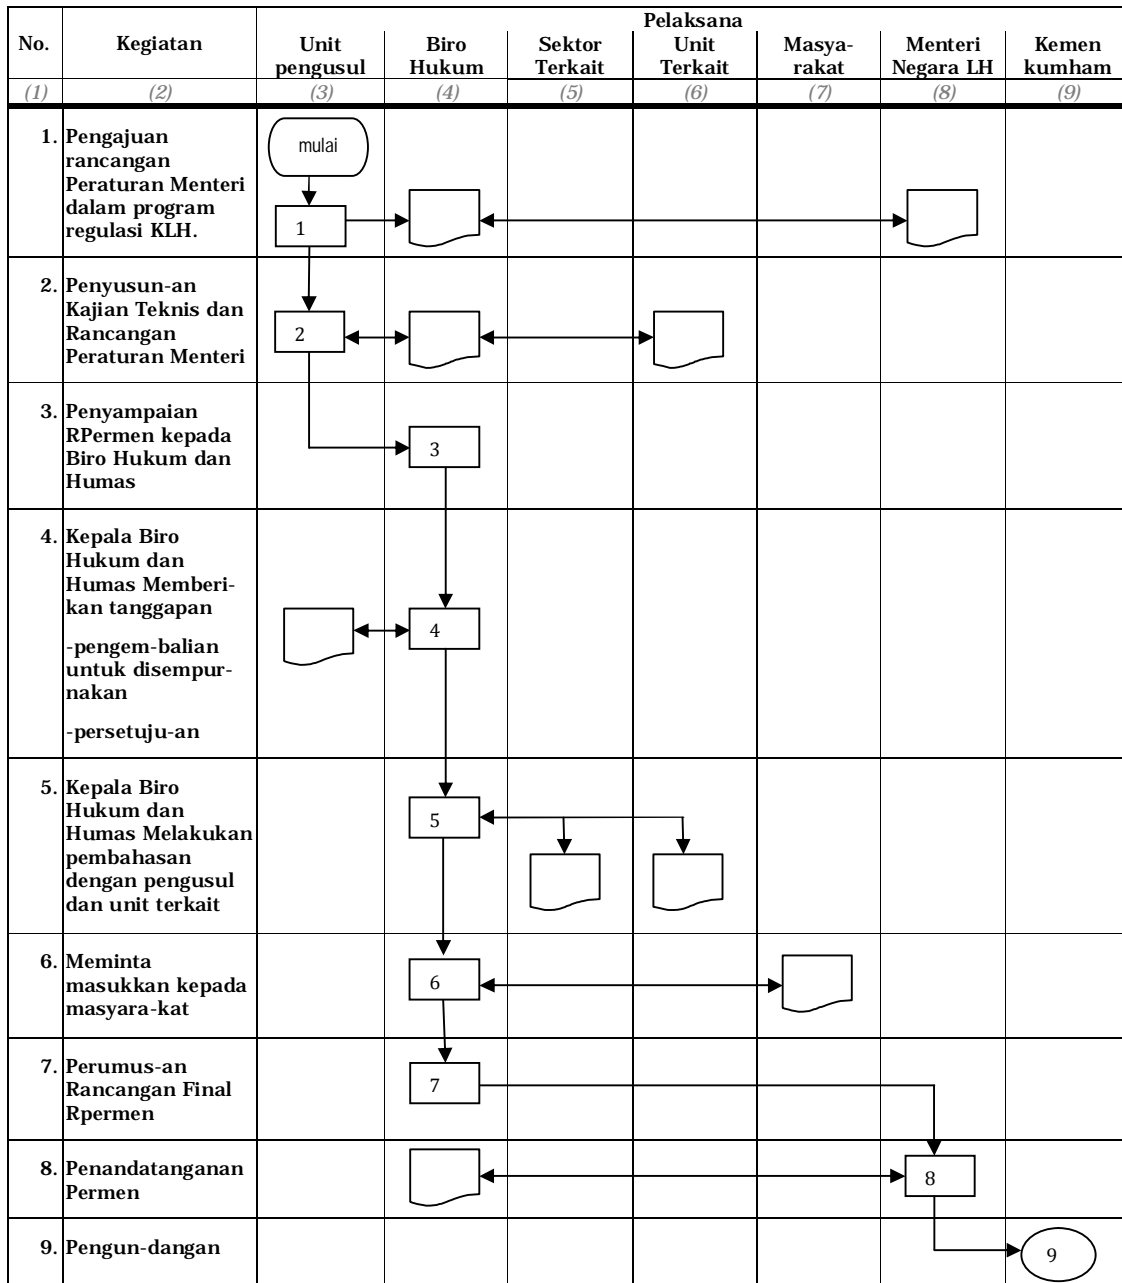 Pelaksana
No. Kegiatan Unit Biro Sektor Unit Masya- Menteri Kemen
pengusul Hukum Terkait Terkait rakat Negara LH kumham
(1) (2) (3) (4) (5) (6) (7) (8) (9)
1. Pengajuan
rancangan
Peraturan Menteri
dalam program
regulasi KLH.
mulai
1
2. Penyusun-an
Kajian Teknis dan
Rancangan
Peraturan Menteri
2
3. Penyampaian
RPermen kepada
Biro Hukum dan
Humas
3
4. Kepala Biro
Hukum dan
Humas Memberi-
kan tanggapan
-pengem-balian
untuk disempur-
nakan
-persetuju-an
4
5. Kepala Biro
Hukum dan
Humas Melakukan
pembahasan
dengan pengusul
dan unit terkait
5
6. Meminta
masukkan kepada
masyara-kat
6
7. Perumus-an
Rancangan Final
Rpermen
7
8. Penandatanganan
Permen
8
9. Pengun-dangan
9